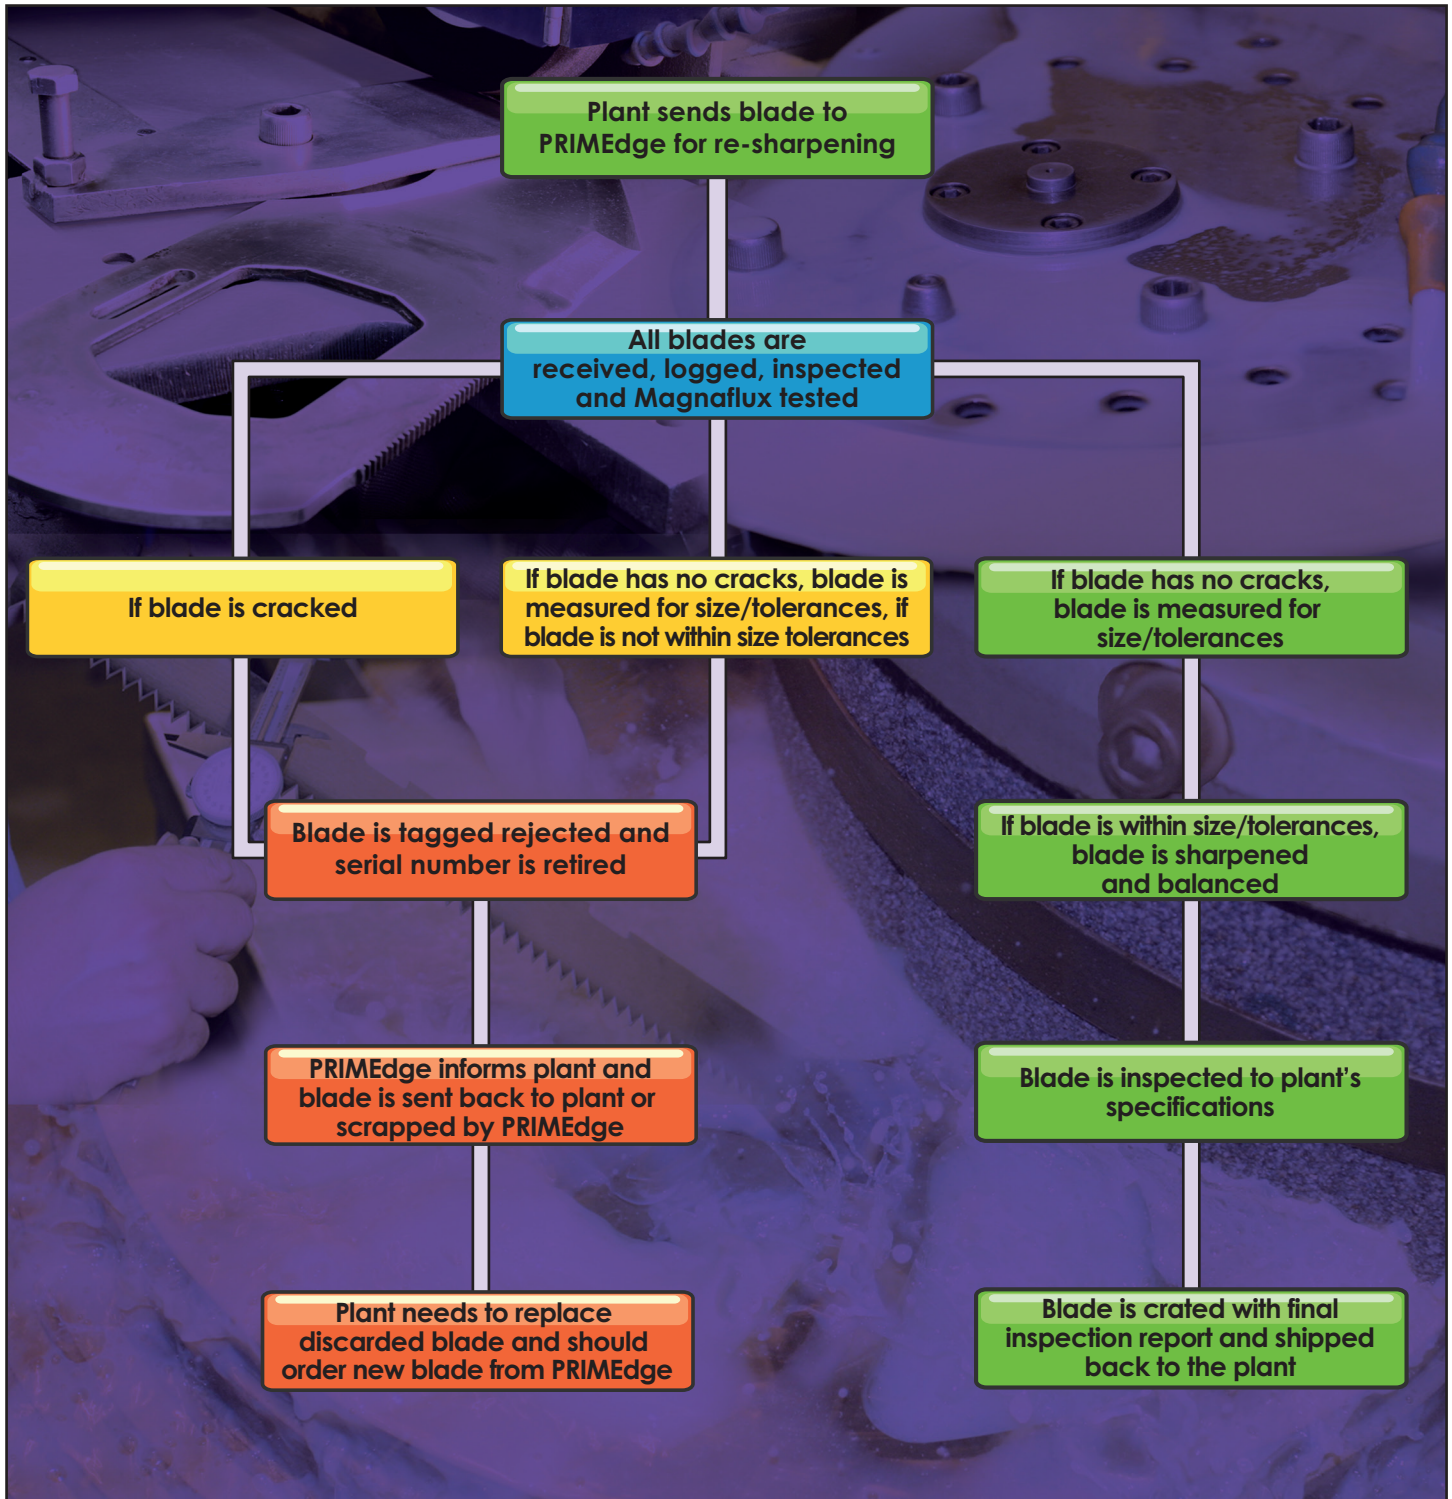 Plant sends blade to
PRIMEdge for re-sharpening
All blades are
received, logged, inspected
and Magnaflux tested
If blade is cracked
If blade has no cracks, blade is
measured for size/tolerances, if
blade is not within size tolerances
If blade has no cracks,
blade is measured for
size/tolerances
Blade is tagged rejected and
serial number is retired
If blade is within size/tolerances,
blade is sharpened
and balanced
PRIMEdge informs plant and
blade is sent back to plant or
scrapped by PRIMEdge
Blade is inspected to plant's
specifications
Plant needs to replace
discarded blade and should
order new blade from PRIMEdge
Blade is crated with final
inspection report and shipped
back to the plant